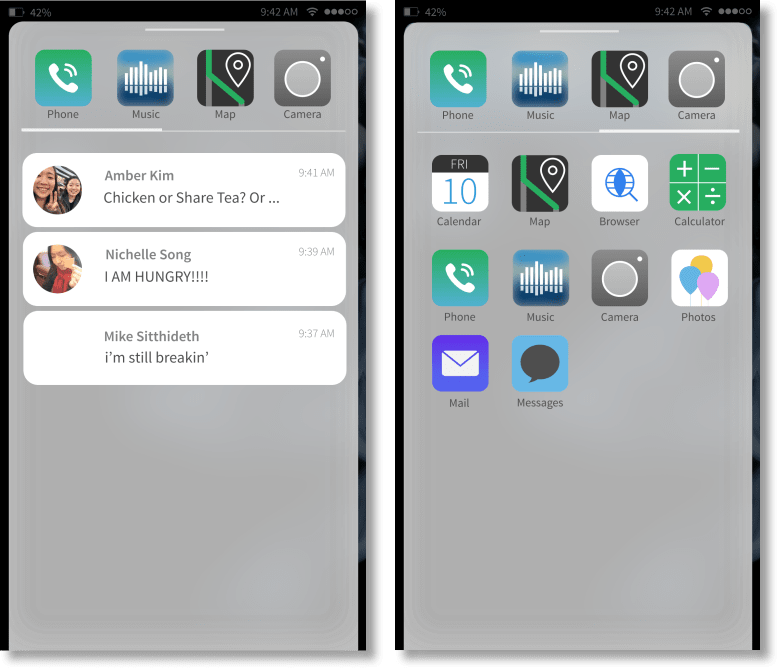 42%
9:42 AM
Phone
Music
Map
Camera
Amber Kim
9:41 AM
Chicken or Share Tea? Or ...
Nichelle Song
9:39 AM
I AM HUNGRY!!!!
Mike Sitthideth
9:37 AM
i'm still breakin'
42%
9:42 AM
Phone
Music
Map
Camera
FRI
10
Calendar
Map
Browser
Calculator
Phone
Music
Camera
Photos
Mail
Messages